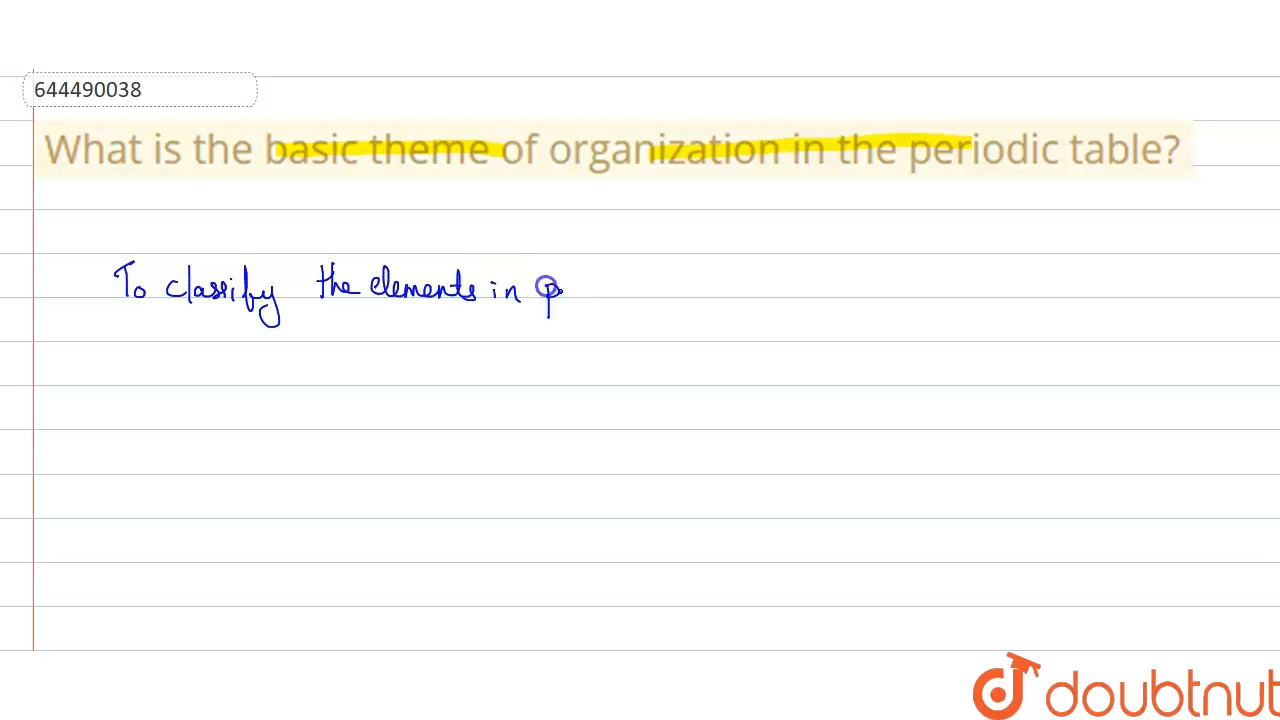 644490038
What is the basic theme of organization in the periodic table?
To classify the elements in p
doubtnut